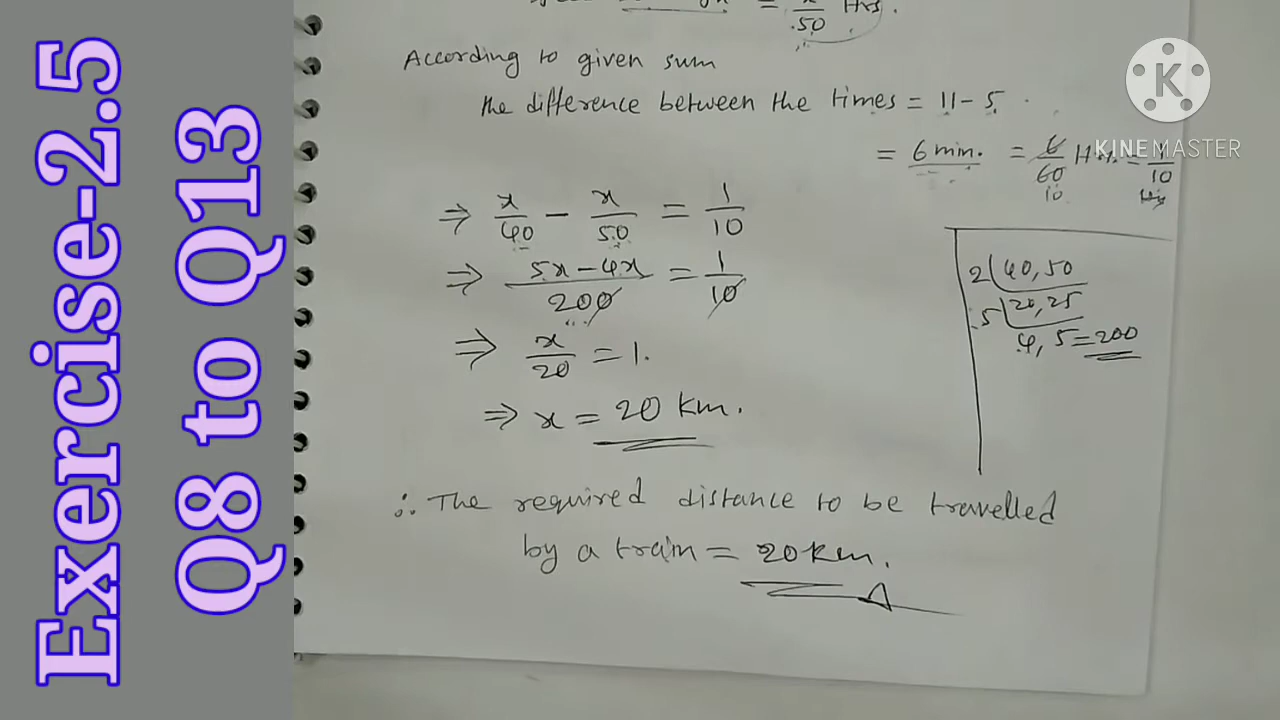 Exercise-2.5
Q8 to Q13
= x/50 Hrs.
According to given sum
the difference between the times = 11 - 5
= 6 min. = 6/60 Hrs. = 1/10 Hrs
10
KINEMASTER
K
⇒ x/40 - x/50 = 1/10
⇒ (5x - 4x)/200 = 1/10
⇒ x/20 = 1.
⇒ x = 20 km.
2 | 40, 50
5 | 20, 25
4, 5 = 200
∴ The required distance to be travelled
by a train = 20 km.